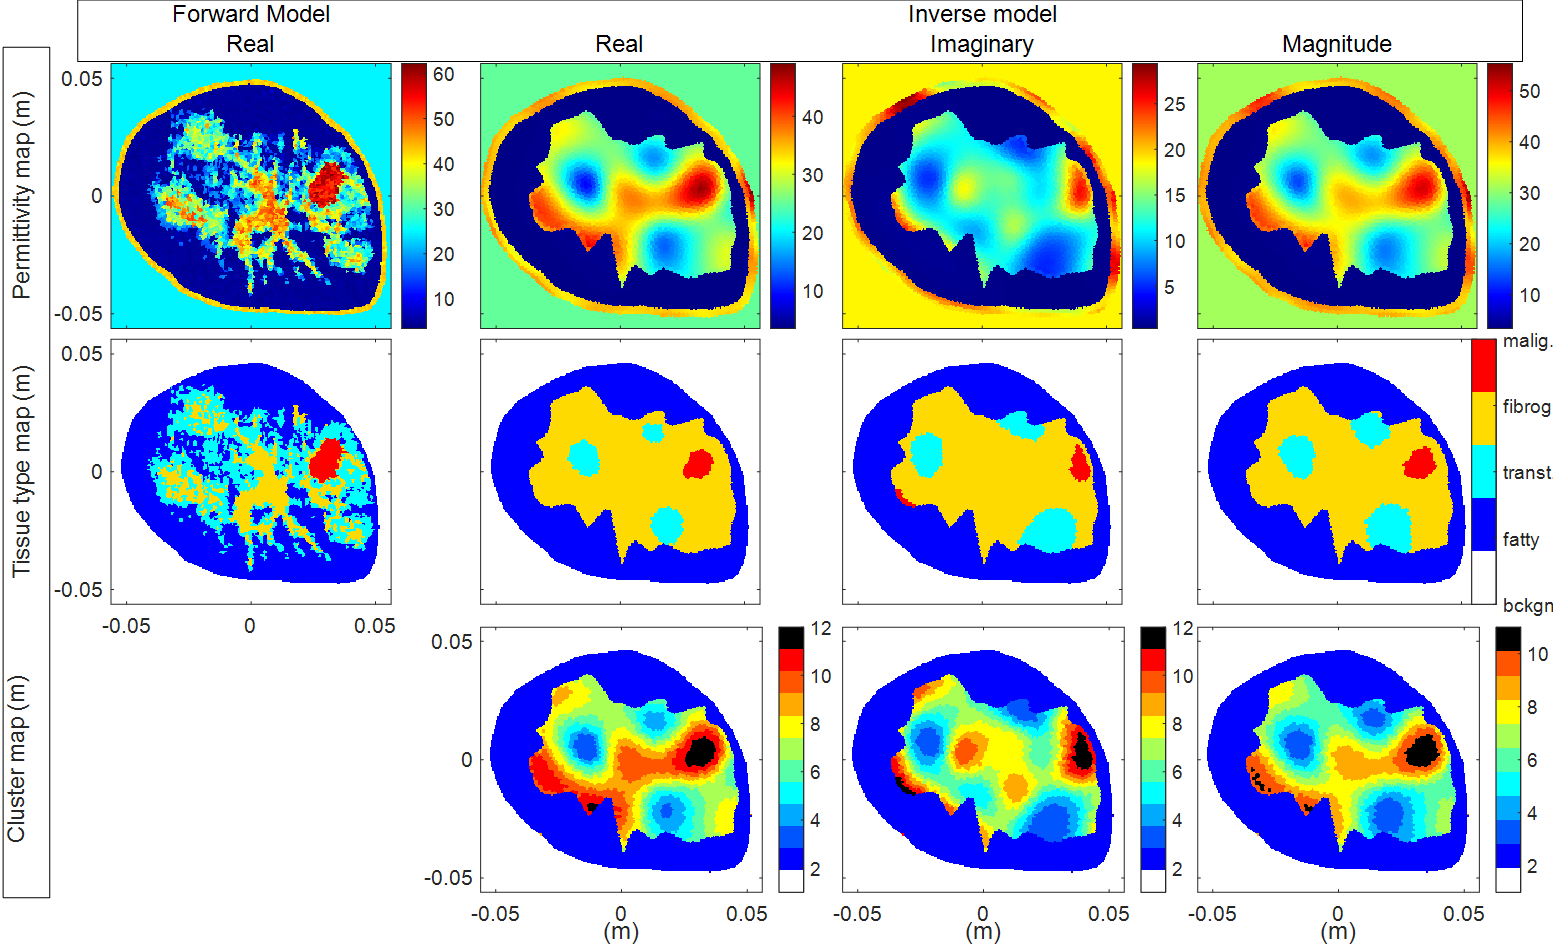 Forward Model
Inverse model
Real
Real
Imaginary
Magnitude
Permittivity map (m)
0.05
0
-0.05
60
50
40
30
20
10
40
30
20
10
25
20
15
10
5
50
40
30
20
10
Tissue type map (m)
0.05
0
-0.05
-0.05 0 0.05
malig.
fibrog
transt.
fatty
bckgn
Cluster map (m)
0.05
0
-0.05
12
10
8
6
4
2
12
10
8
6
4
2
10
8
6
4
2
-0.05 0 0.05
(m)
-0.05 0 0.05
(m)
-0.05 0 0.05
(m)